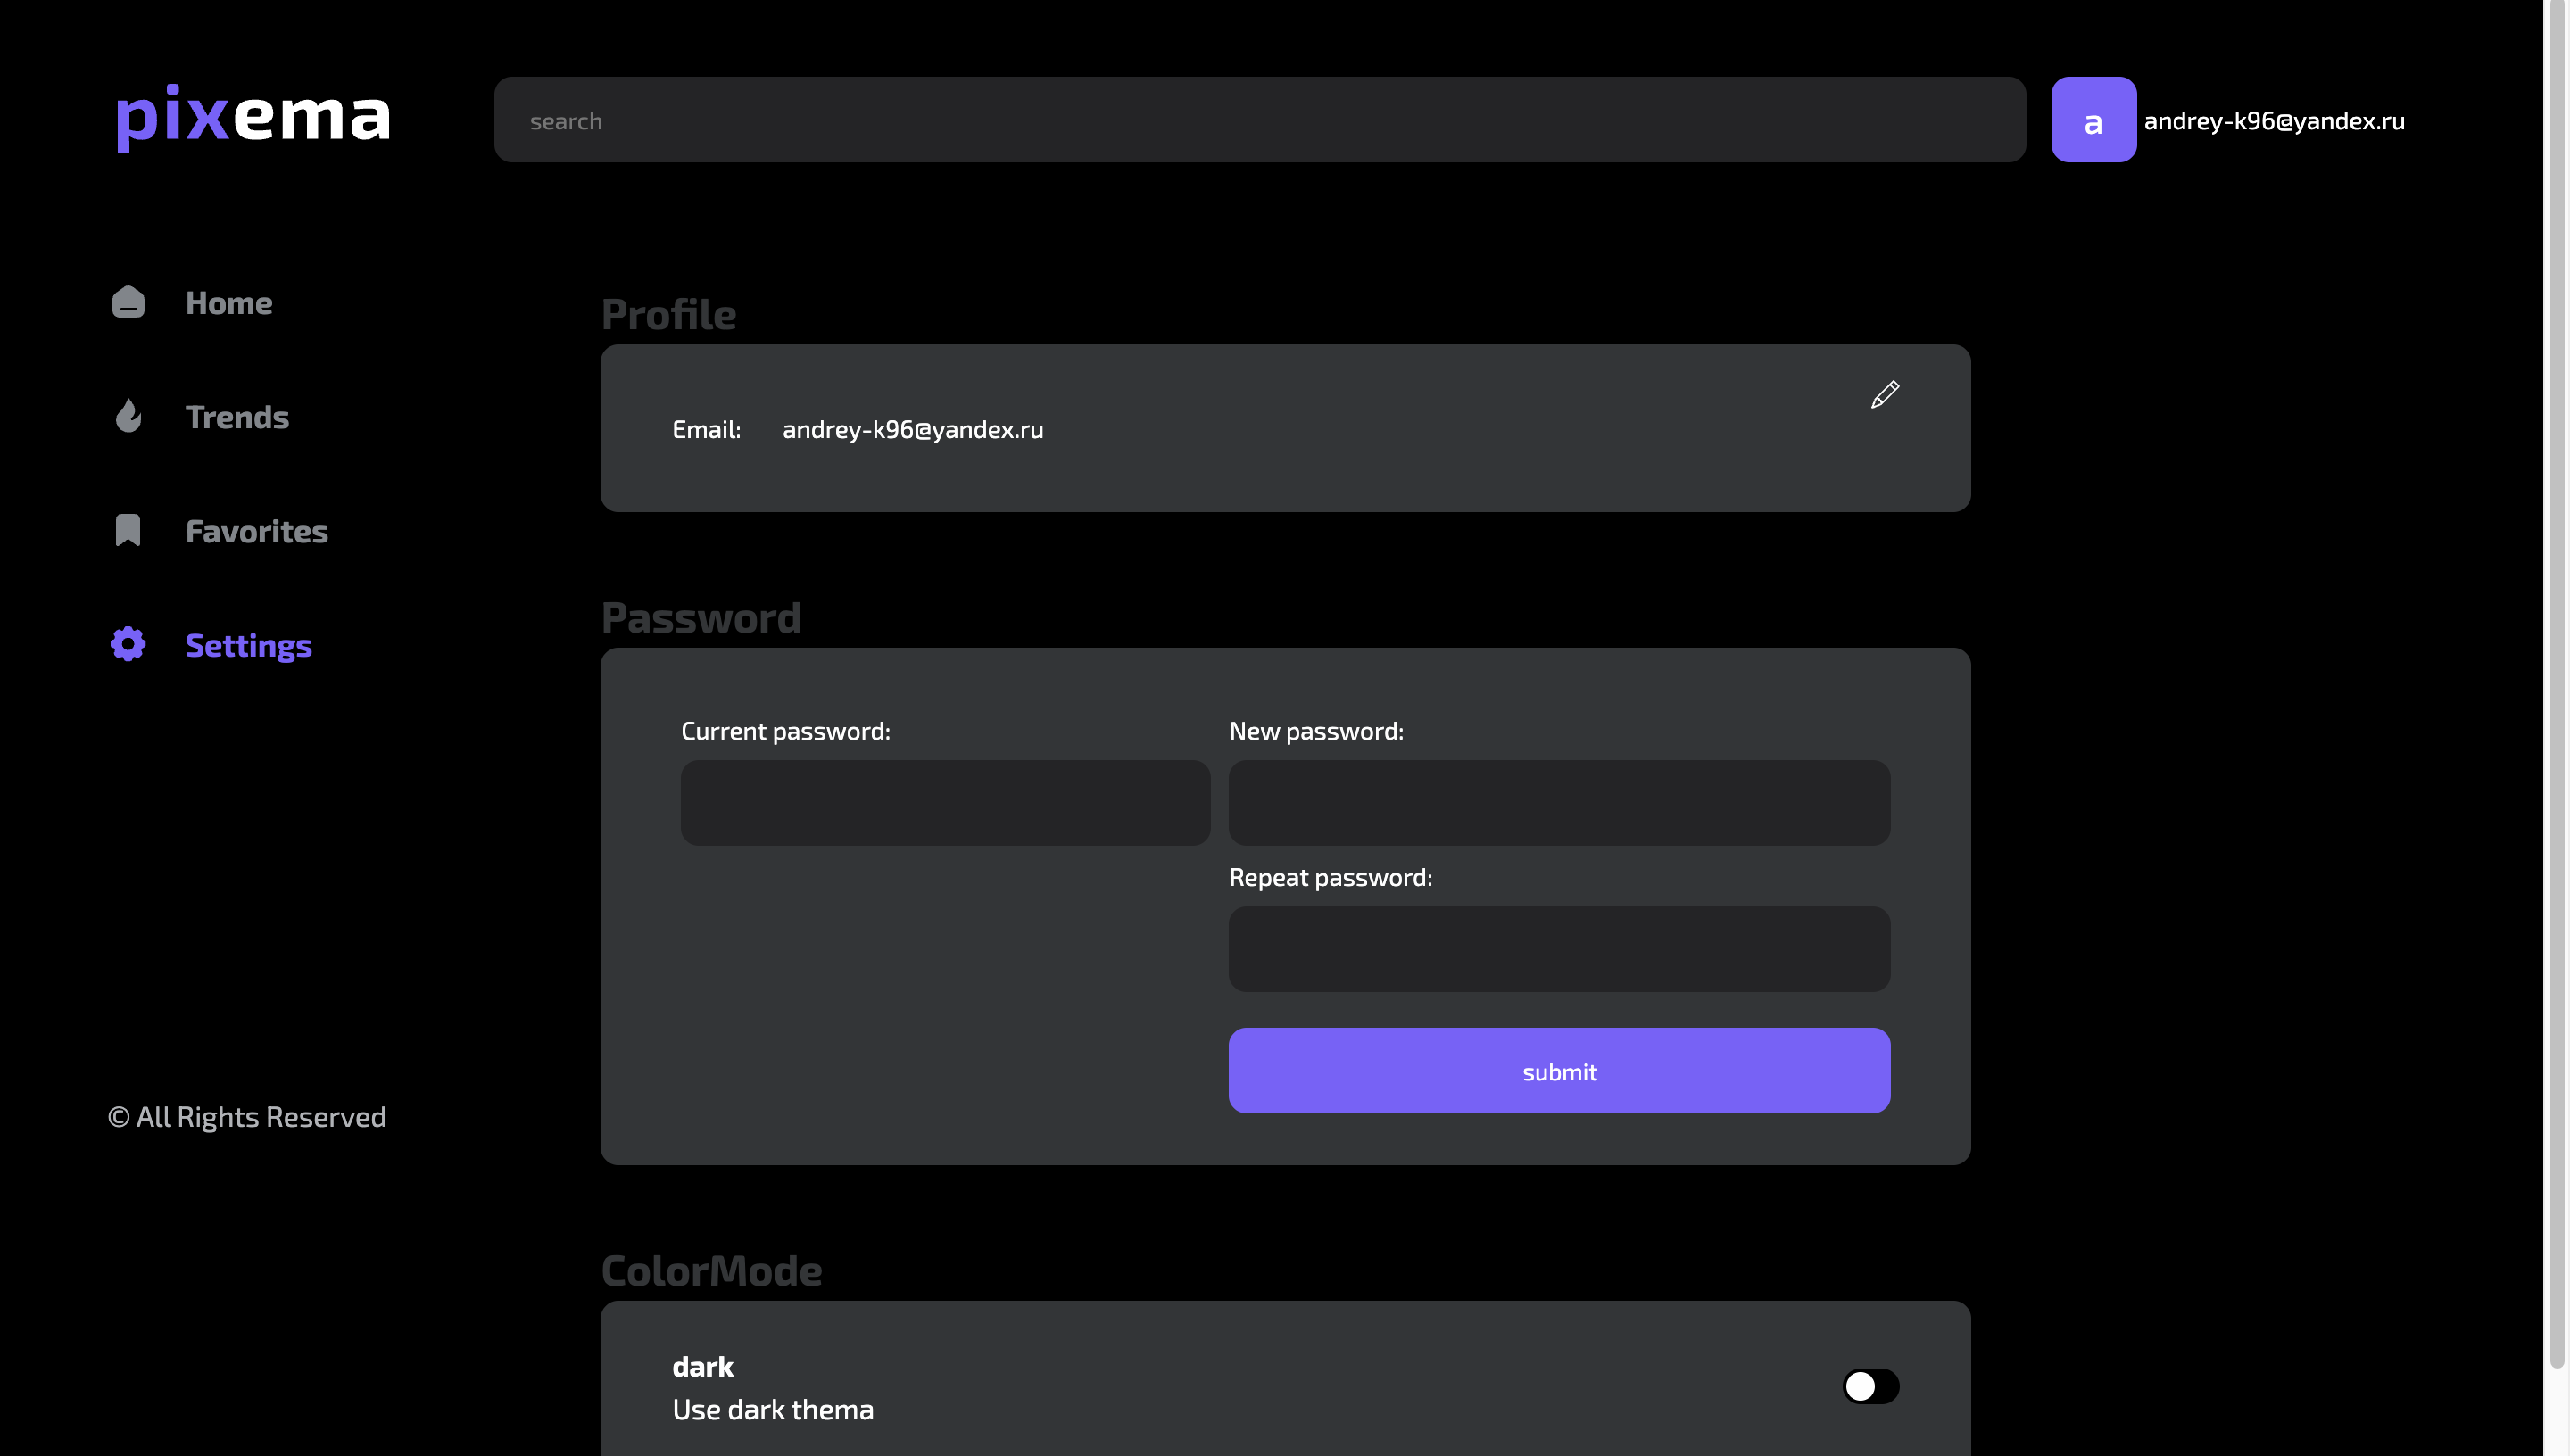 pixema
search
a
andrey-k96@yandex.ru
Home
Trends
Favorites
Settings
© All Rights Reserved
Profile
Email: andrey-k96@yandex.ru
Password
Current password:
New password:
Repeat password:
submit
ColorMode
dark
Use dark thema